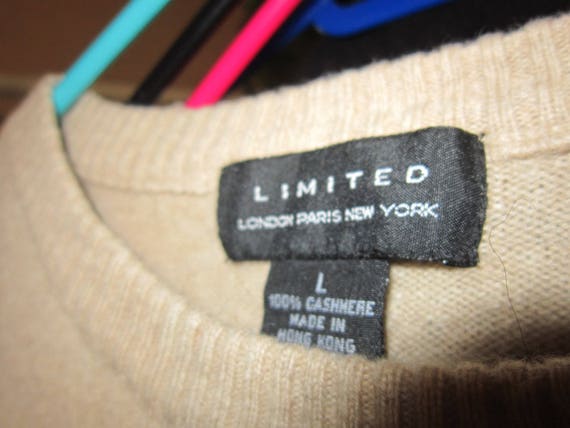 LIMITED
LONDON PARIS NEW YORK
L
100% CASHMERE
MADE IN
HONG KONG